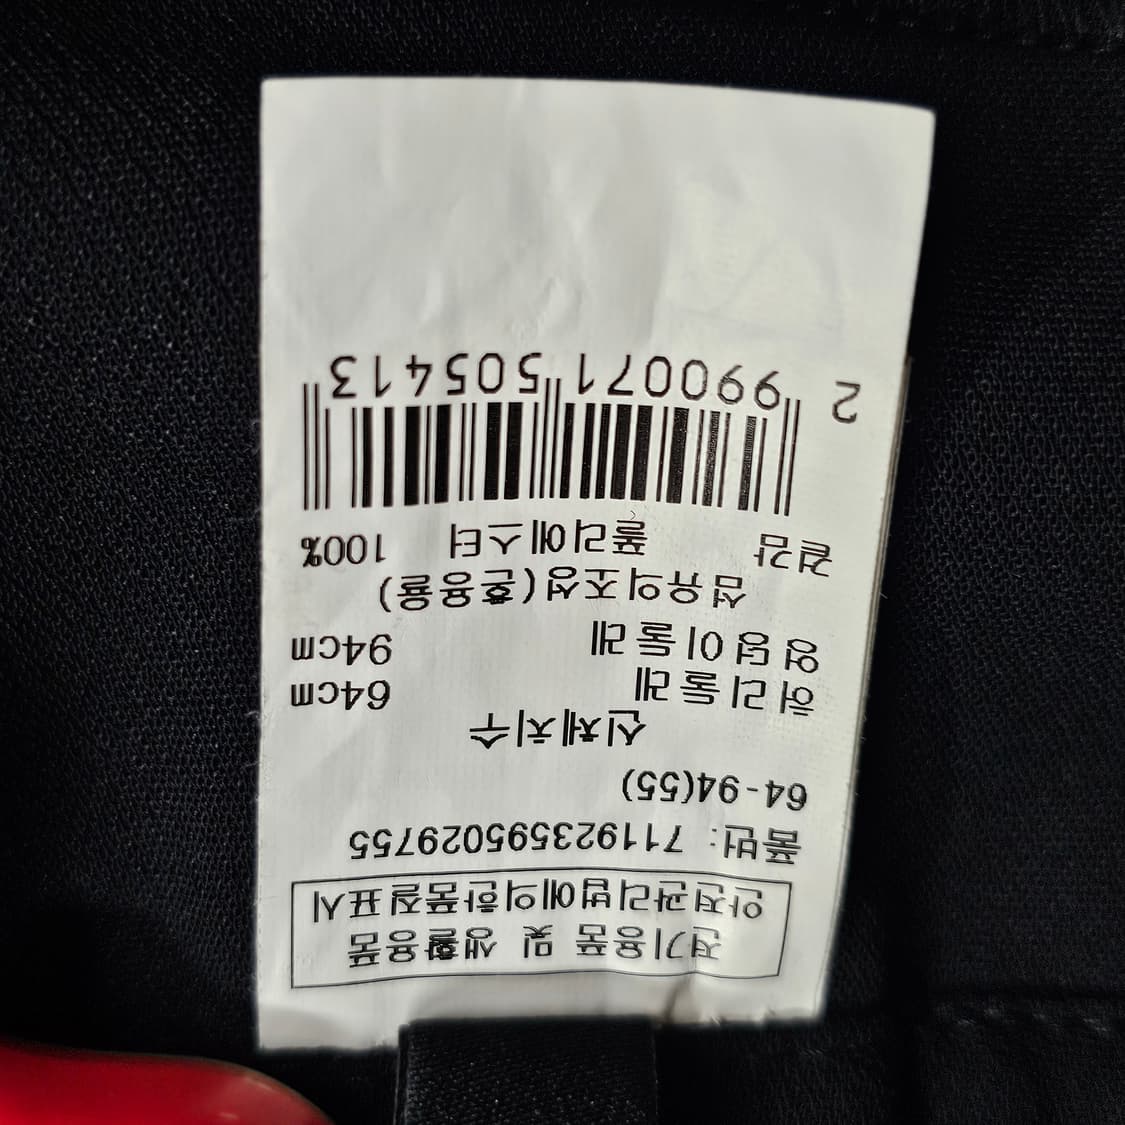 전기용품 및 생활용품
안전관리법에의한품질표시
품번: 711923595029755
64-94(55)
신체치수
허리둘레 64cm
엉덩이둘레 94cm
섬유의조성(혼용율)
겉감 폴리에스터 100%
2 990071 505413